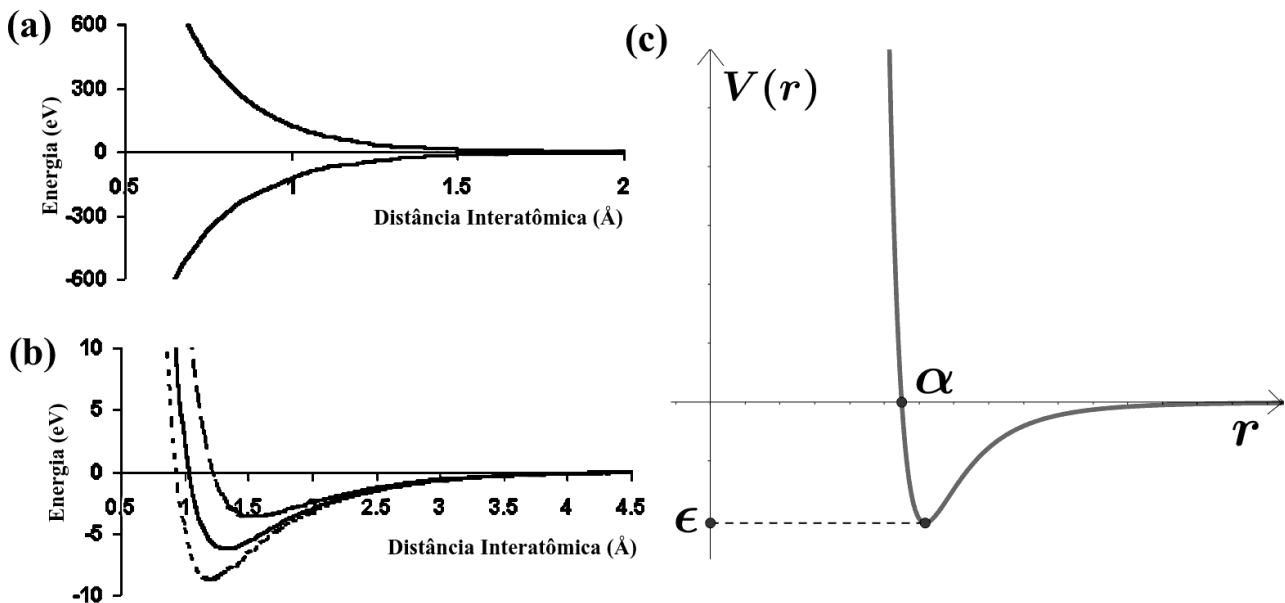 (a)
600
300
0
-300
-600
Energia (eV)
0.5
1
1.5
2
Distância Interatômica (Å)
(b)
10
5
0
-5
-10
Energia (eV)
0.5
1
1.5
2
2.5
3
3.5
4
4.5
Distância Interatômica (Å)
(c)
V(r)
α
r
ϵ